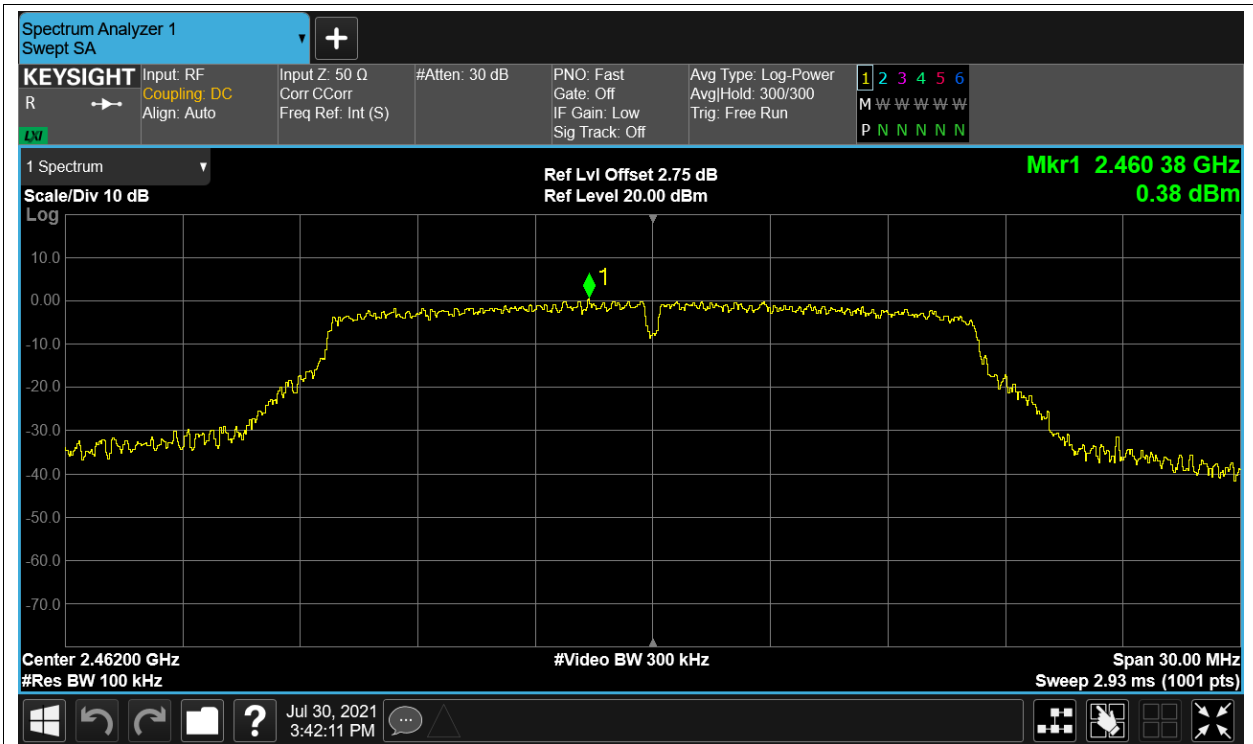 Spectrum Analyzer 1
Swept SA
KEYSIGHT
R
LXI
Input: RF
Coupling: DC
Align: Auto
Input Z: 50 Ω
Corr CCorr
Freq Ref: Int (S)
#Atten: 30 dB
PNO: Fast
Gate: Off
IF Gain: Low
Sig Track: Off
Avg Type: Log-Power
Avg|Hold: 300/300
Trig: Free Run
1 2 3 4 5 6
M W W W W W
P N N N N N
1 Spectrum
Scale/Div 10 dB
Ref Lvl Offset 2.75 dB
Ref Level 20.00 dBm
Mkr1 2.460 38 GHz
0.38 dBm
Log
10.0
0.00
-10.0
-20.0
-30.0
-40.0
-50.0
-60.0
-70.0
1
Center 2.46200 GHz
#Res BW 100 kHz
#Video BW 300 kHz
Span 30.00 MHz
Sweep 2.93 ms (1001 pts)
?
Jul 30, 2021
3:42:11 PM